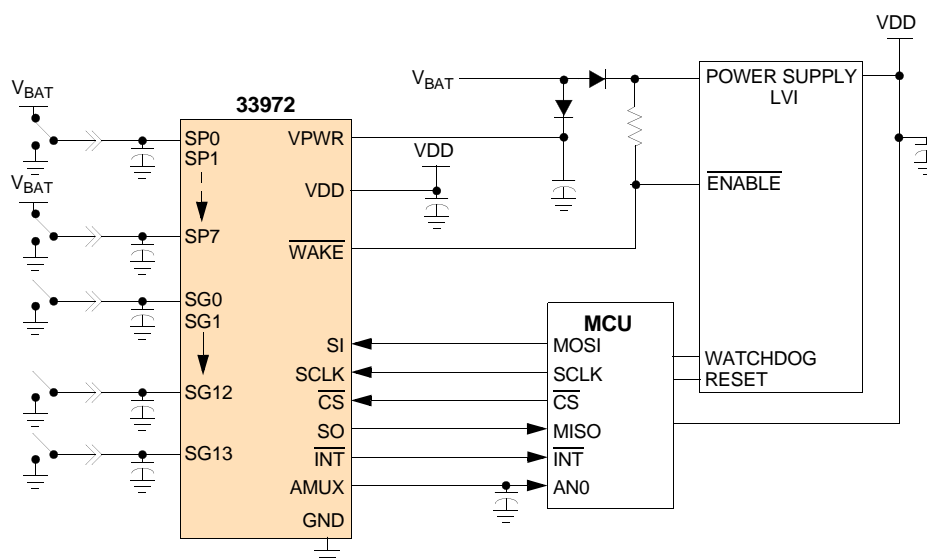 VDD
VBAT
VBAT
POWER SUPPLY
LVI
33972
SP0
SP1
VPWR
VDD
VBAT
VDD
ENABLE
SP7
WAKE
SG0
SG1
MCU
SI
MOSI
WATCHDOG
SCLK
SCLK
RESET
SG12
CS
CS
SO
MISO
SG13
INT
INT
AMUX
AN0
GND